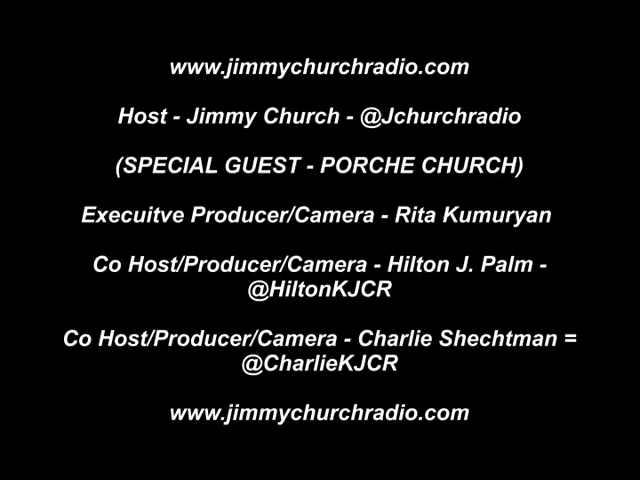 www.jimmychurchradio.com
Host - Jimmy Church - @Jchurchradio
(SPECIAL GUEST - PORCHE CHURCH)
Execuitve Producer/Camera - Rita Kumuryan
Co Host/Producer/Camera - Hilton J. Palm -
@HiltonKJCR
Co Host/Producer/Camera - Charlie Shechtman =
@CharlieKJCR
www.jimmychurchradio.com